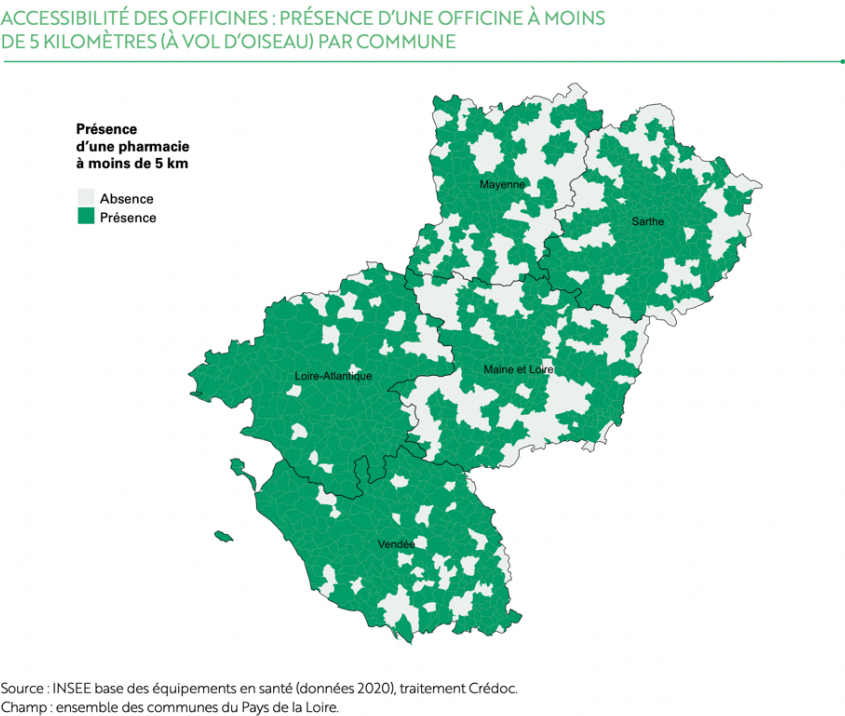 ACCESSIBILITÉ DES OFFICINES : PRÉSENCE D’UNE OFFICINE À MOINS
DE 5 KILOMÈTRES (À VOL D’OISEAU) PAR COMMUNE
Présence
d’une pharmacie
à moins de 5 km
Absence
Présence
Mayenne
Sarthe
Loire-Atlantique
Maine et Loire
Vendée
Source : INSEE base des équipements en santé (données 2020), traitement Crédoc.
Champ : ensemble des communes du Pays de la Loire.